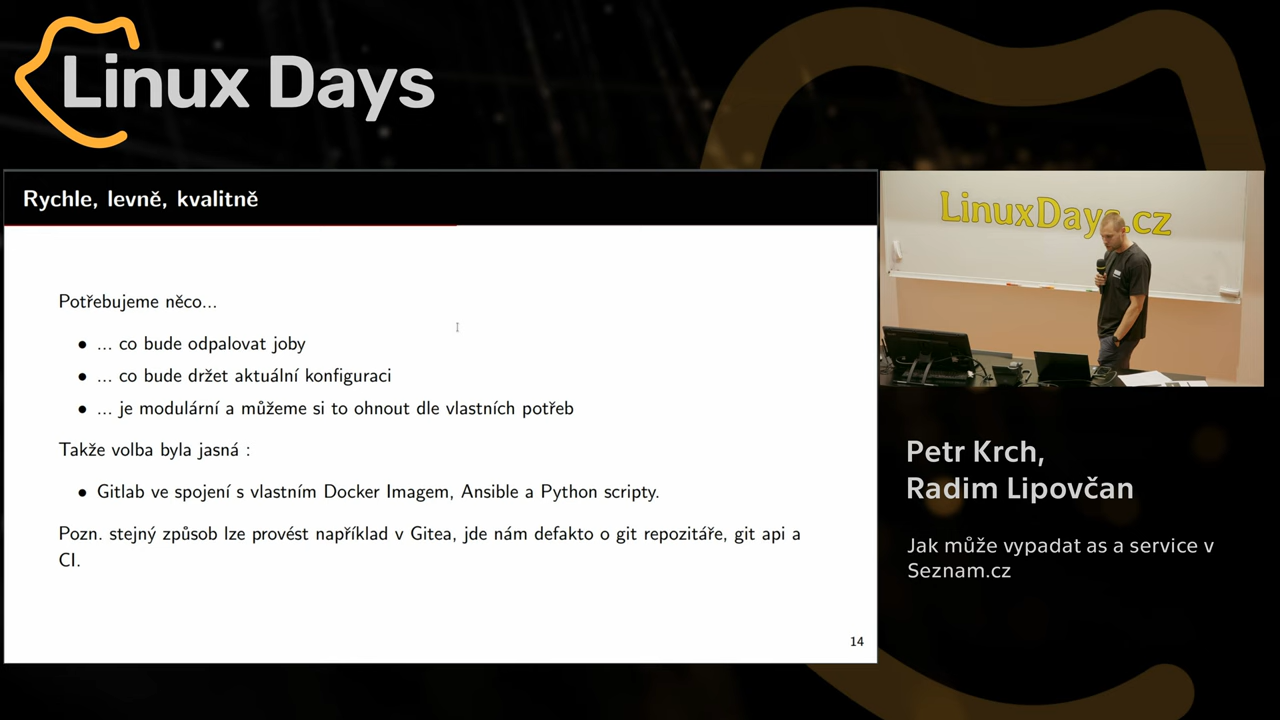 Linux Days
Rychle, levně, kvalitně
LinuxDays.cz
Potřebujeme něco...
• ... co bude odpalovat joby
• ... co bude držet aktuální konfiguraci
• ... je modulární a můžeme si to ohnout dle vlastních potřeb
Takže volba byla jasná :
• Gitlab ve spojení s vlastním Docker Imagem, Ansible a Python scripty.
Pozn. stejný způsob lze provést například v Gitea, jde nám defakto o git repozitáře, git api a
CI.
14
Petr Krch,
Radim Lipovčan
Jak může vypadat as a service v
Seznam.cz